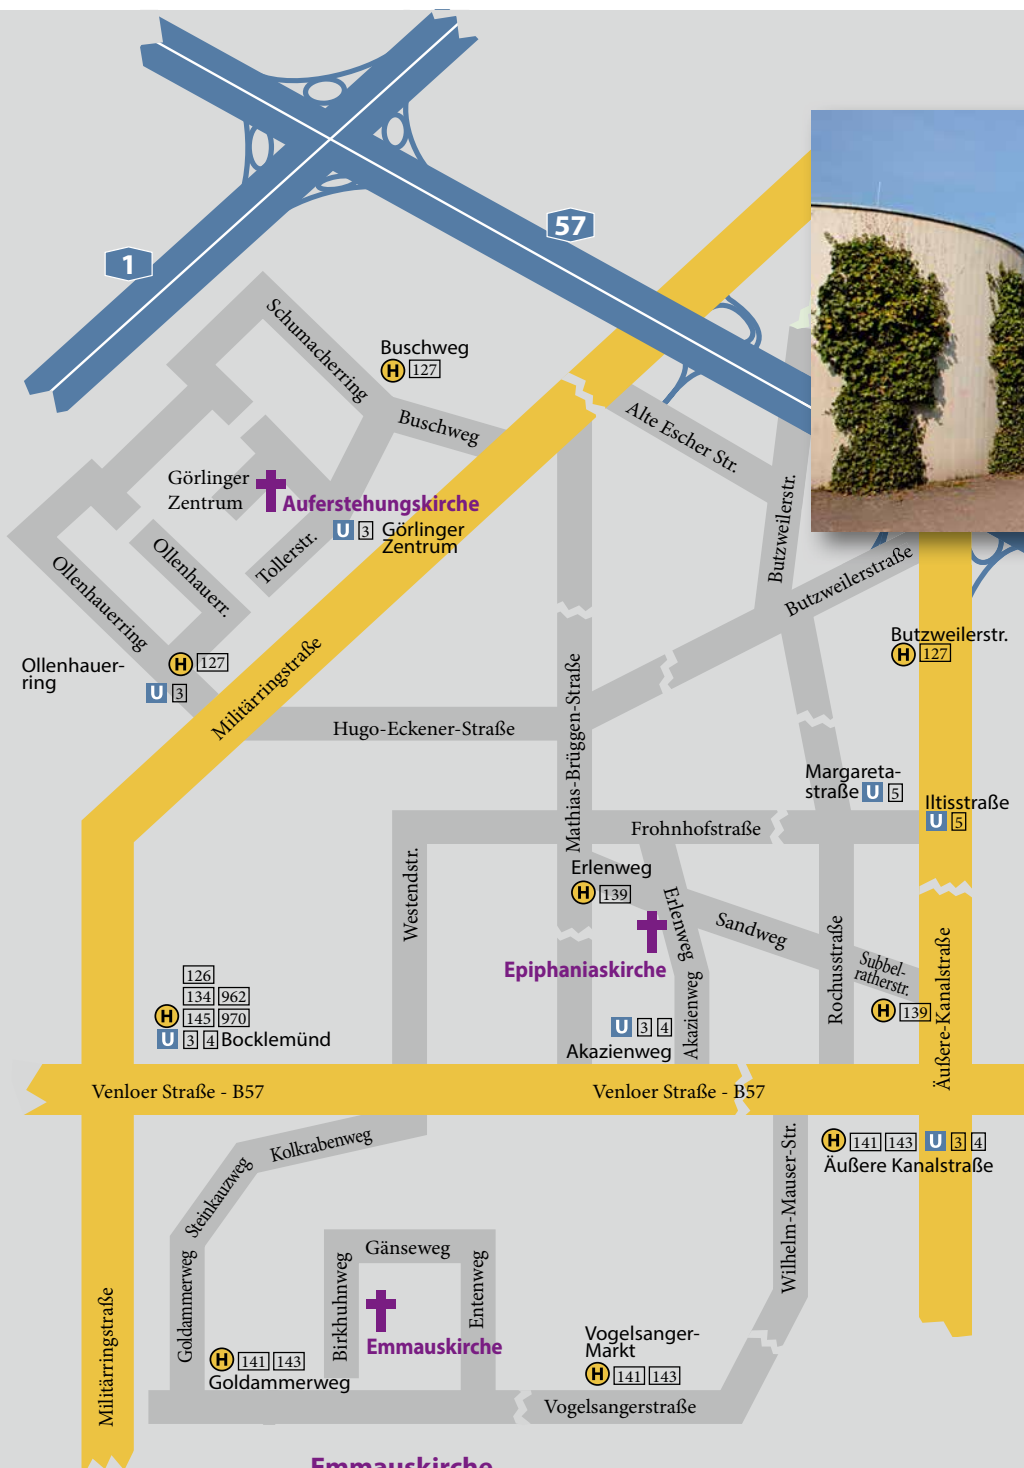 57
1
Schumacherring
Buschweg
H 127
Buschweg
Alte Escher Str.
Görlinger
Zentrum
Auferstehungskirche
U 3 Görlinger
Zentrum
Butzweilerstr.
Tollerstr.
Ollenhauerr.
Ollenhauerring
Butzweilerstraße
Butzweilerstr.
H 127
Ollenhauer-
ring
H 127
U 3
Militärringstraße
Hugo-Eckener-Straße
Mathias-Brüggen-Straße
Margareta-
straße U 5
Iltisstraße
U 5
Frohnhofstraße
Westendstr.
Erlenweg
H 139
Erlenweg
Sandweg
Epiphaniaskirche
Rochusstraße
Subbel-
ratherstr.
H 139
Äußere-Kanalstraße
126
134 962
H 145 970
U 3 4 Bocklemünd
U 3 4
Akazienweg
Akazienweg
Venloer Straße - B57
Venloer Straße - B57
Kolkrabenweg
Steinkauzweg
Wilhelm-Mauser-Str.
H 141 143 U 3 4
Äußere Kanalstraße
Goldammerweg
Gänseweg
Birkhuhnweg
Entenweg
Emmauskirche
Militärringstraße
H 141 143
Goldammerweg
Vogelsanger-
Markt
H 141 143
Vogelsangerstraße
Emmauskirche